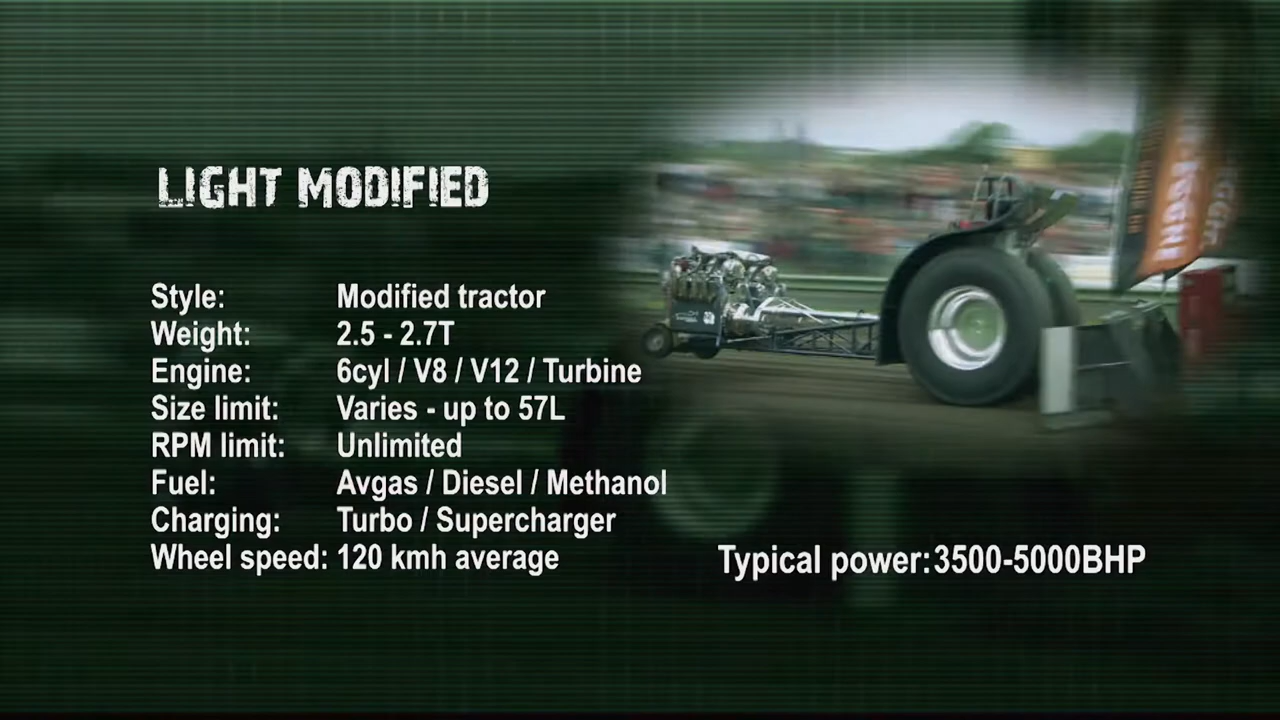 LIGHT MODIFIED
Style: Modified tractor
Weight: 2.5 - 2.7T
Engine: 6cyl / V8 / V12 / Turbine
Size limit: Varies - up to 57L
RPM limit: Unlimited
Fuel: Avgas / Diesel / Methanol
Charging: Turbo / Supercharger
Wheel speed: 120 kmh average
Typical power: 3500-5000BHP